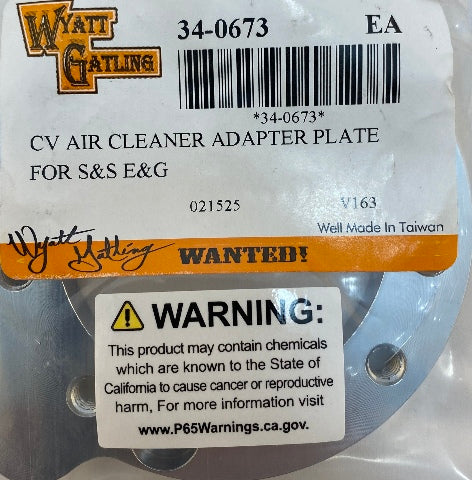 WYATT
GATLING
34-0673 EA
*34-0673*
CV AIR CLEANER ADAPTER PLATE
FOR S&S E&G
021525 V163
Well Made In Taiwan
Wyatt Gatling WANTED!
⚠ WARNING:
This product may contain chemicals
which are known to the State of
California to cause cancer or reproductive
harm, For more information visit
www.P65Warnings.ca.gov.